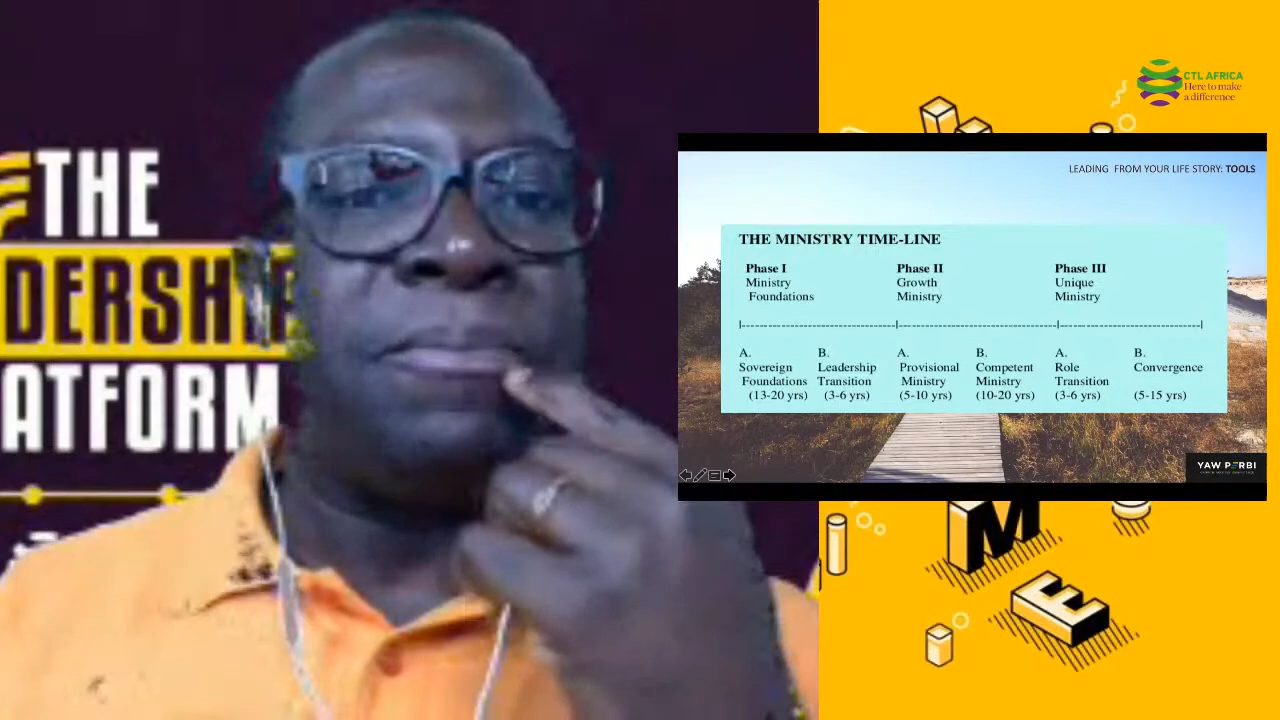 THE
DERSHIP
ATFORM
CTL AFRICA
Here to make
a difference
LEADING FROM YOUR LIFE STORY: TOOLS
THE MINISTRY TIME-LINE
Phase I
Ministry
Foundations
Phase II
Growth
Ministry
Phase III
Unique
Ministry
A.
Sovereign
Foundations
(13-20 yrs)
B.
Leadership
Transition
(3-6 yrs)
A.
Provisional
Ministry
(5-10 yrs)
B.
Competent
Ministry
(10-20 yrs)
A.
Role
Transition
(3-6 yrs)
B.
Convergence
(5-15 yrs)
YAW PERBI
M
E